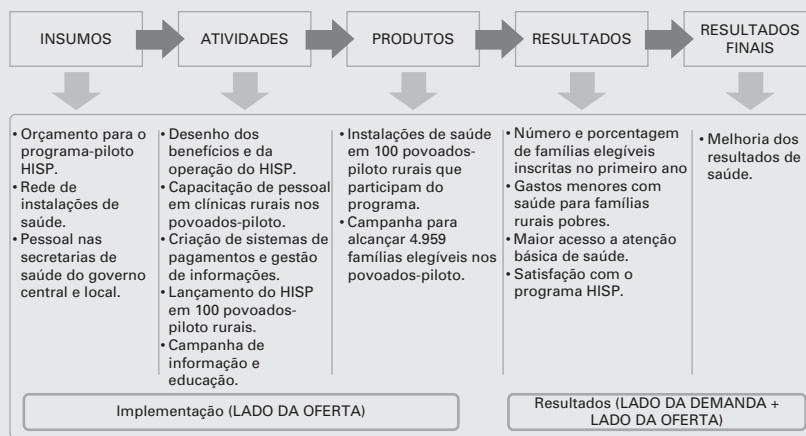 INSUMOS
ATIVIDADES
PRODUTOS
RESULTADOS
RESULTADOS
FINAIS
• Orçamento para o
programa-piloto
HISP.
• Rede de
instalações de
saúde.
• Pessoal nas
secretarias de
saúde do governo
central e local.
• Desenho dos
benefícios e da
operação do HISP.
• Capacitação de pessoal
em clínicas rurais nos
povoados-piloto.
• Criação de sistemas de
pagamentos e gestão
de informações.
• Lançamento do HISP
em 100 povoados-
piloto rurais.
• Campanha de
informação e
educação.
• Instalações de saúde
em 100 povoados-
piloto rurais que
participam do
programa.
• Campanha para
alcançar 4.959
famílias elegíveis nos
povoados-piloto.
• Número e porcentagem
de famílias elegíveis
inscritas no primeiro ano
• Gastos menores com
saúde para famílias
rurais pobres.
• Maior acesso a atenção
básica de saúde.
• Satisfação com o
programa HISP.
• Melhoria dos
resultados de
saúde.
Implementação (LADO DA OFERTA)
Resultados (LADO DA DEMANDA +
LADO DA OFERTA)